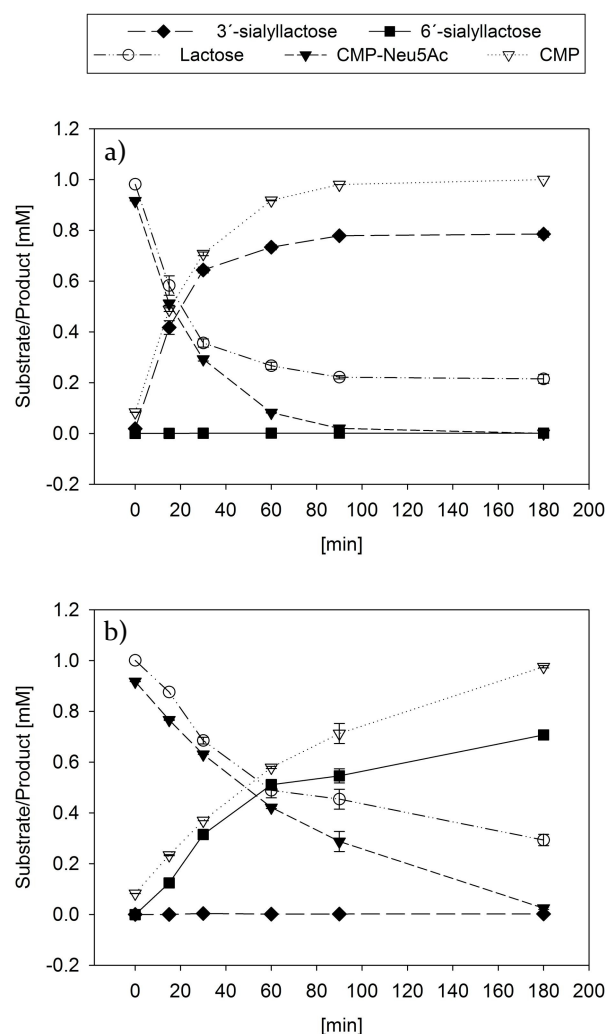 3´-sialyllactose 6´-sialyllactose
Lactose CMP-Neu5Ac CMP
a)
1.2
1.0
0.8
0.6
0.4
0.2
0.0
-0.2
Substrate/Product [mM]
0 20 40 60 80 100 120 140 160 180 200
[min]
b)
1.2
1.0
0.8
0.6
0.4
0.2
0.0
-0.2
Substrate/Product [mM]
0 20 40 60 80 100 120 140 160 180 200
[min]